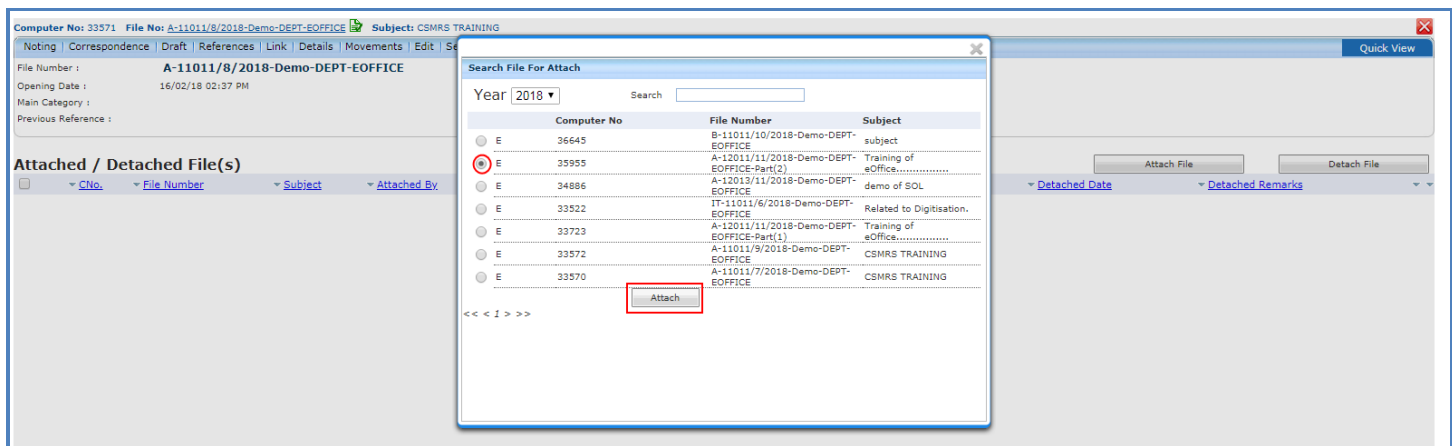 Computer No: 33571 File No: A-11011/8/2018-Demo-DEPT-EOFFICE Subject: CSMRS TRAINING
Noting | Correspondence | Draft | References | Link | Details | Movements | Edit | Se
Quick View
File Number : A-11011/8/2018-Demo-DEPT-EOFFICE
Opening Date : 16/02/18 02:37 PM
Main Category :
Previous Reference :
Attached / Detached File(s)
Attach File Detach File
CNo. File Number Subject Attached By Detached Date Detached Remarks
Search File For Attach
Year 2018 Search
Computer No File Number Subject
E 36645 B-11011/10/2018-Demo-DEPT-EOFFICE subject
E 35955 A-12011/11/2018-Demo-DEPT-EOFFICE-Part(2) Training of eOffice................
E 34886 A-12013/11/2018-Demo-DEPT-EOFFICE demo of SOL
E 33522 IT-11011/6/2018-Demo-DEPT-EOFFICE Related to Digitisation.
E 33723 A-12011/11/2018-Demo-DEPT-EOFFICE-Part(1) Training of eOffice................
E 33572 A-11011/9/2018-Demo-DEPT-EOFFICE CSMRS TRAINING
E 33570 A-11011/7/2018-Demo-DEPT-EOFFICE CSMRS TRAINING
Attach
<< < 1 > >>